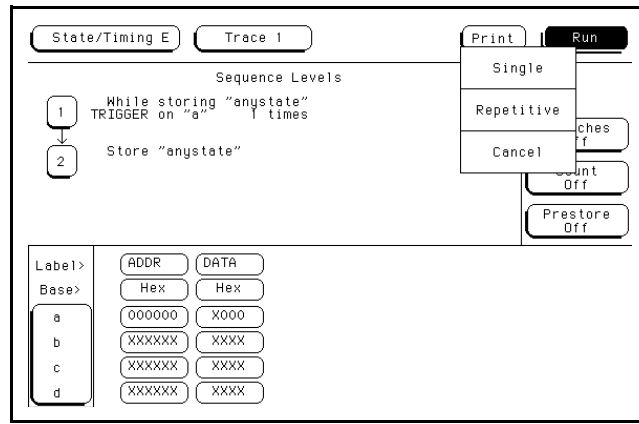 State/Timing E Trace 1 Print Run
Single
Repetitive
Cancel
Sequence Levels
1 While storing "anystate"
TRIGGER on "a" 1 times
2 Store "anystate"
Off
Prestore
Off
Label> ADDR DATA
Base> Hex Hex
a 000000 X000
b XXXXXX XXXX
c XXXXXX XXXX
d XXXXXX XXXX